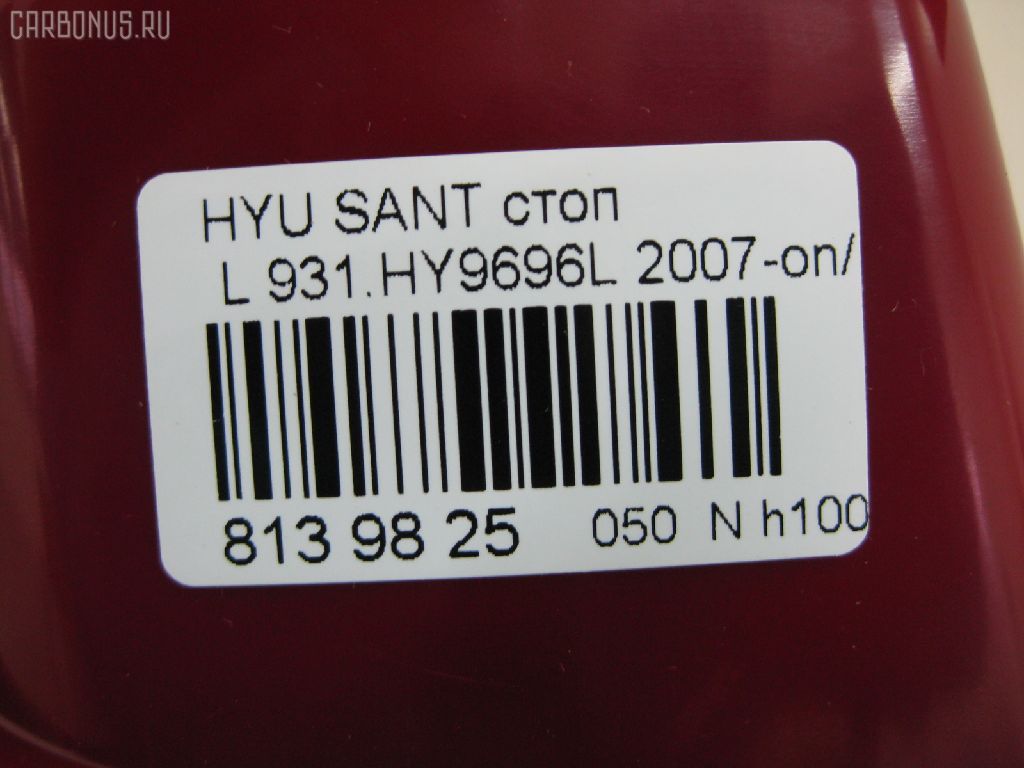 CARBONUS.RU
HYU SANT стоп
L 931.HY9696L 2007-on/
813 98 25 050 N h100